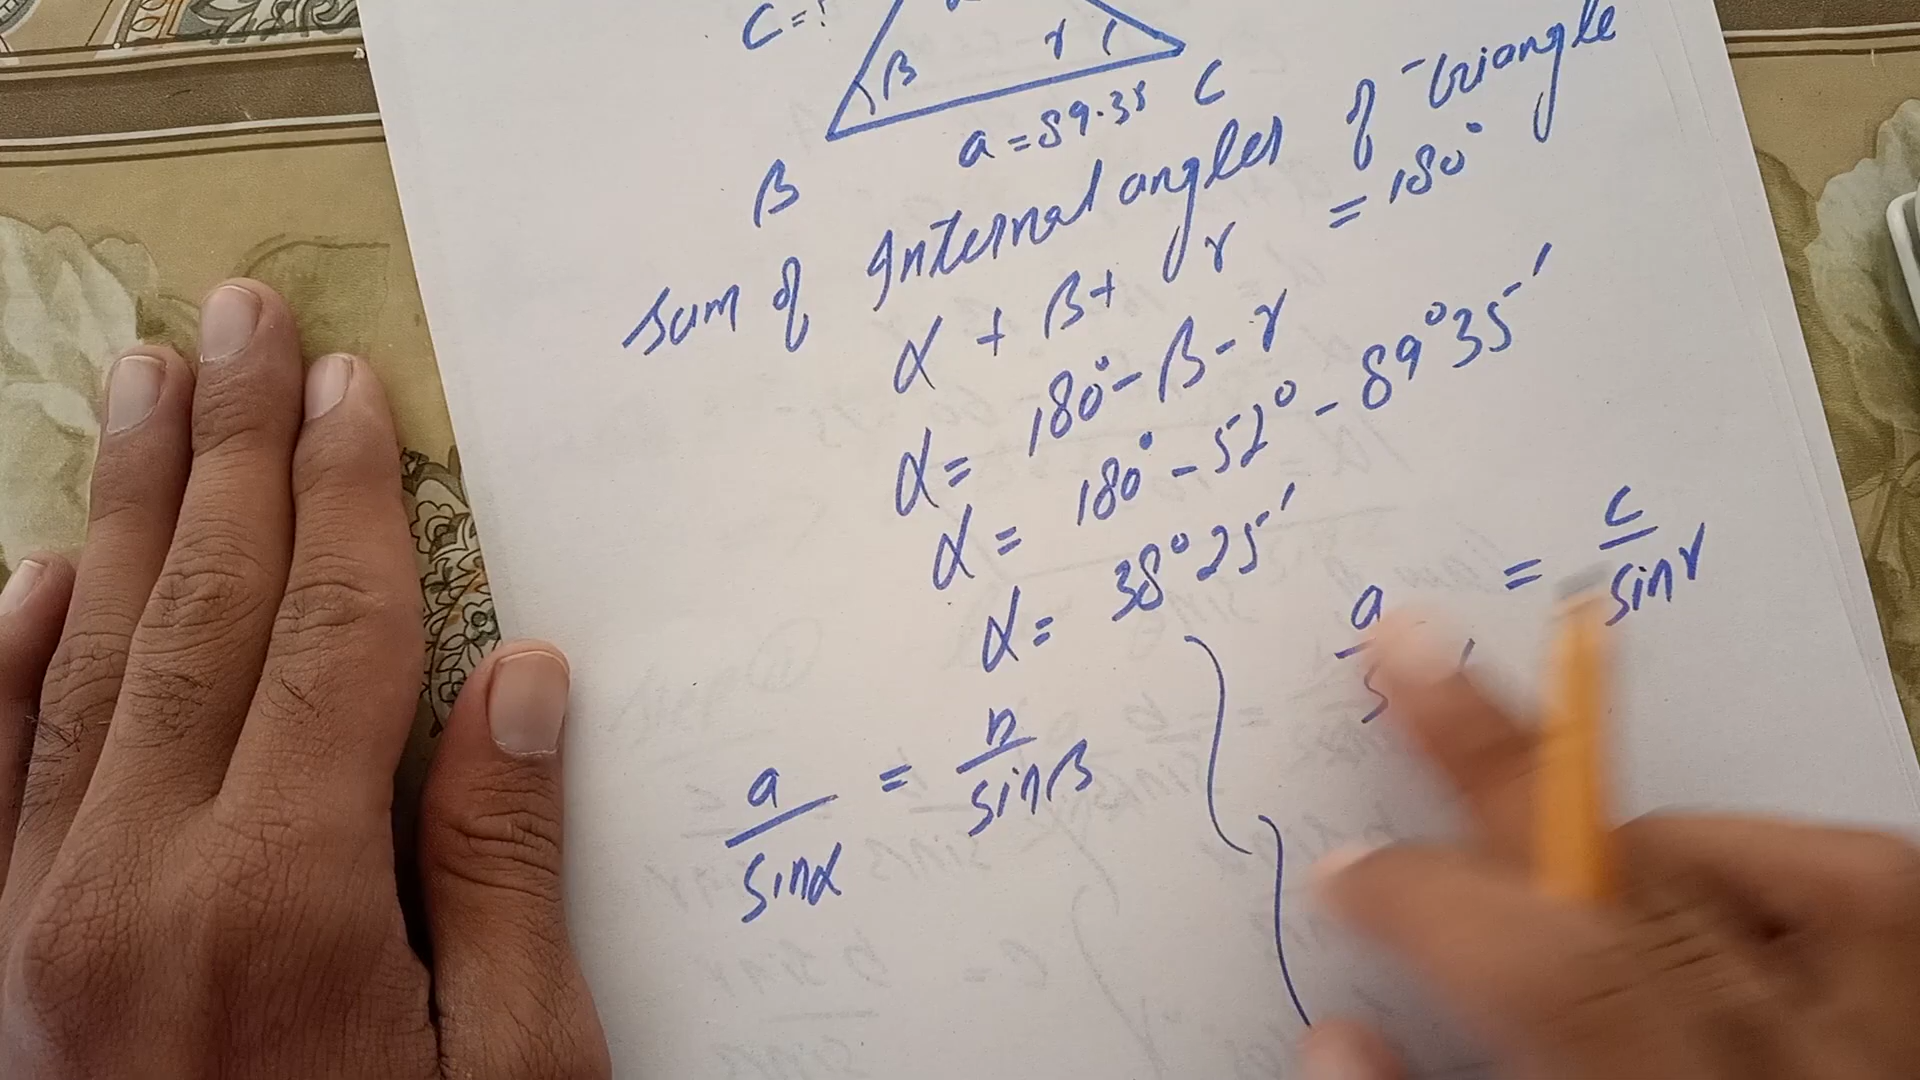 C=?
β γ
a=89.35 C
B
Sum of Internal angles of triangle
α + β + γ = 180°
α = 180° - β - γ
α = 180° - 52° - 89°35'
α = 38°25'
a/sinα = b/sinβ
a = c/sinγ